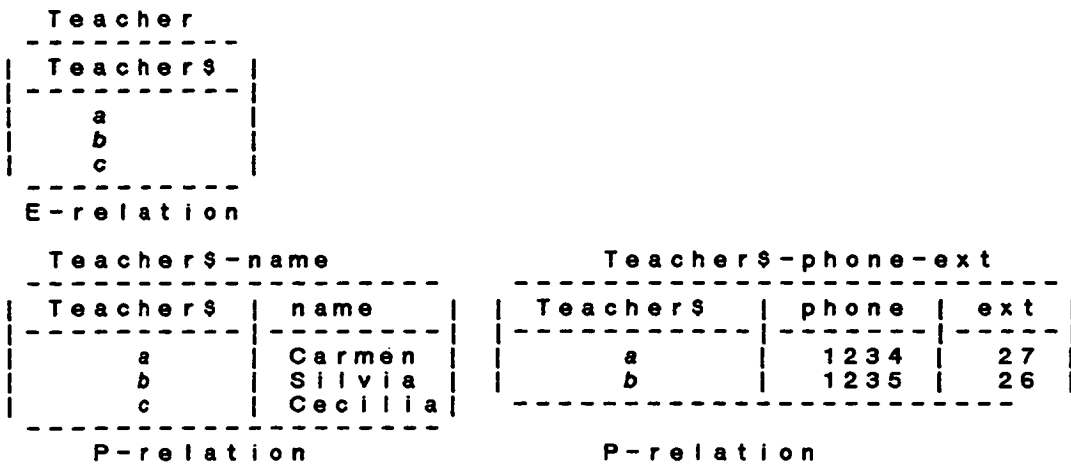 Teacher
Teacher$
a
b
c
E-relation
Teacher$-name
Teacher$ name
a Carmen
b Silvia
c Cecilia
P-relation
Teacher$-phone-ext
Teacher$ phone ext
a 1234 27
b 1235 26
P-relation